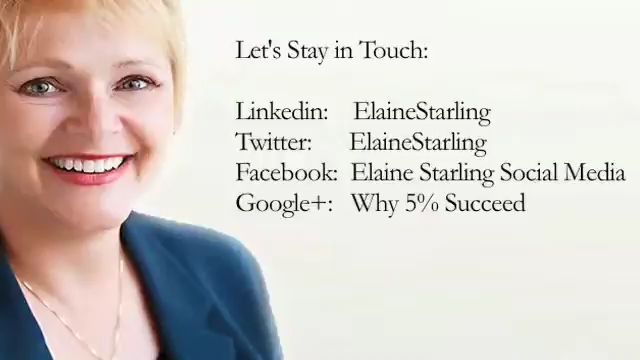 Let's Stay in Touch:
Linkedin: ElaineStarling
Twitter: ElaineStarling
Facebook: Elaine Starling Social Media
Google+: Why 5% Succeed